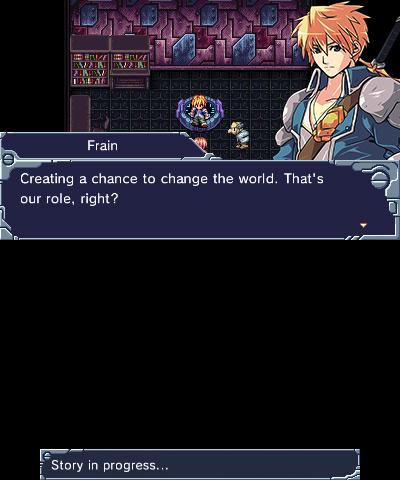 Frain
Creating a chance to change the world. That's
our role, right?
Story in progress...